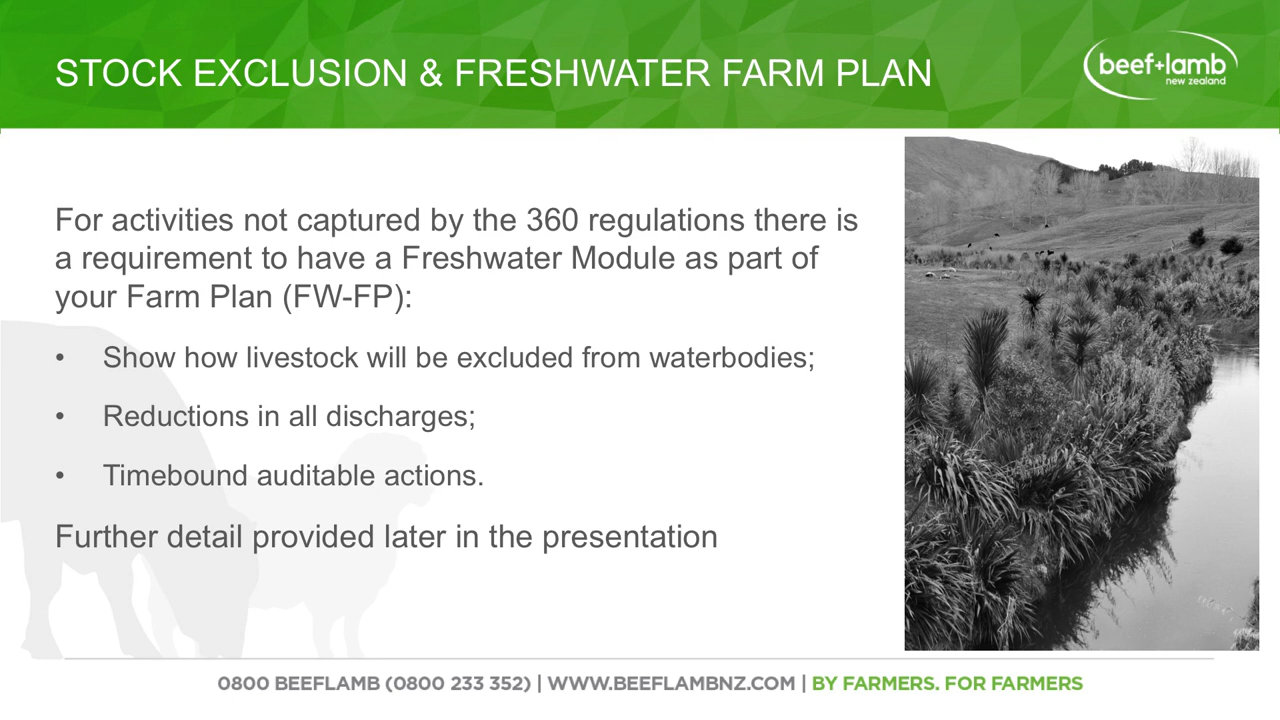 STOCK EXCLUSION & FRESHWATER FARM PLAN
beef+lamb
new zealand
For activities not captured by the 360 regulations there is
a requirement to have a Freshwater Module as part of
your Farm Plan (FW-FP):
• Show how livestock will be excluded from waterbodies;
• Reductions in all discharges;
• Timebound auditable actions.
Further detail provided later in the presentation
0800 BEEFLAMB (0800 233 352) | WWW.BEEFLAMBNZ.COM | BY FARMERS. FOR FARMERS